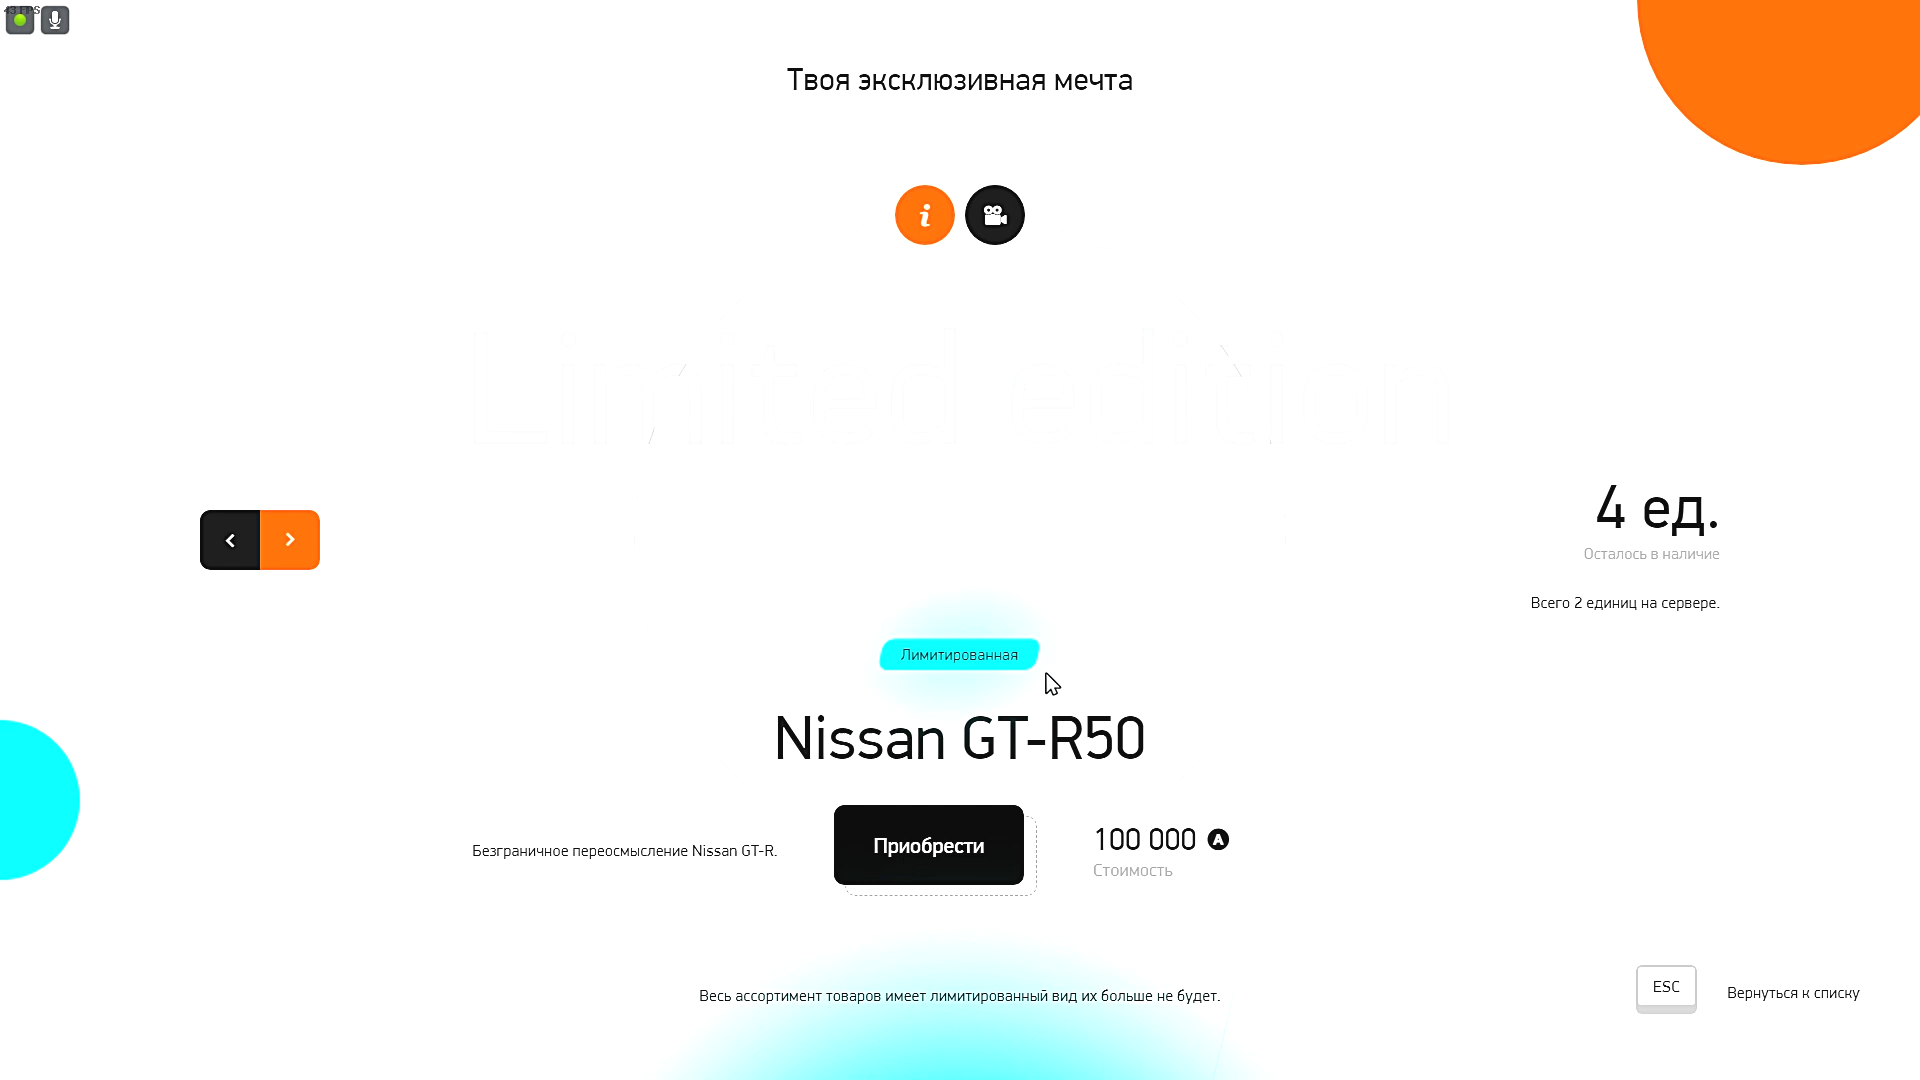 43 FPS
Твоя эксклюзивная мечта
Limited edition
4 ед.
Осталось в наличие
Всего 2 единиц на сервере.
Лимитированная
Nissan GT-R50
Безграничное переосмысление Nissan GT-R.
Приобрести
100 000 A
Стоимость
Весь ассортимент товаров имеет лимитированный вид их больше не будет.
ESC
Вернуться к списку